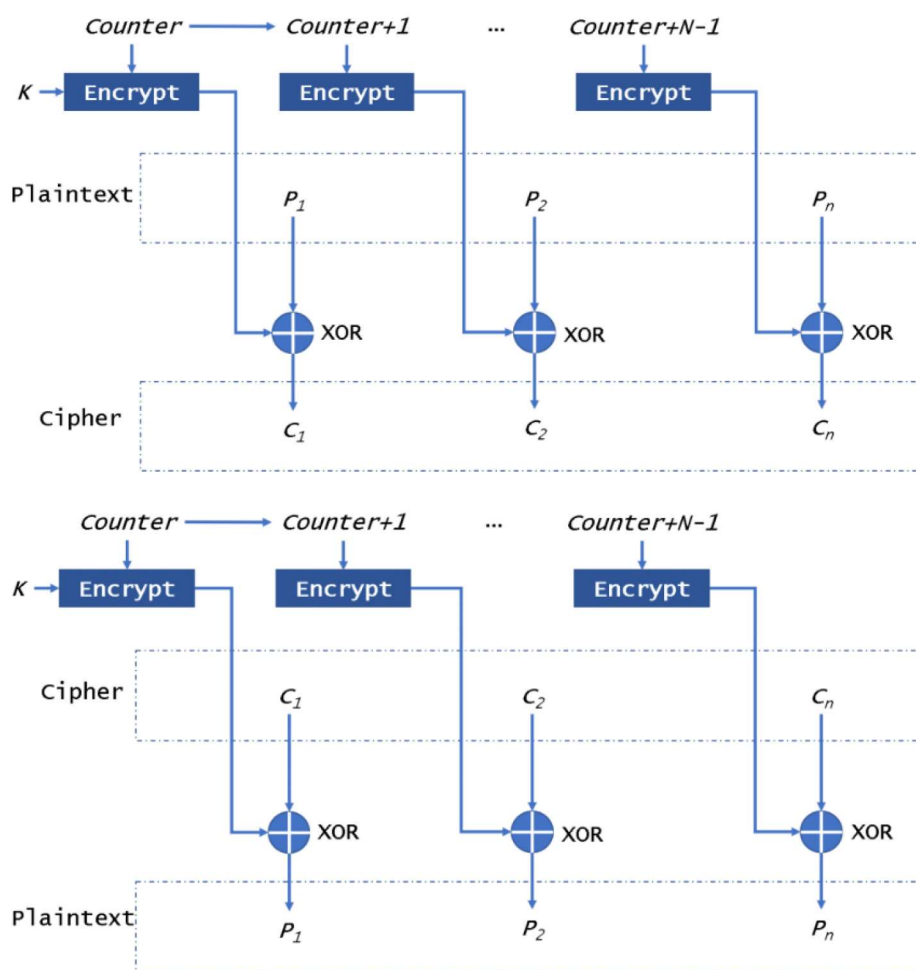 Counter Counter+1 ... Counter+N-1
K Encrypt Encrypt Encrypt
Plaintext P1 P2 Pn
XOR XOR XOR
Cipher C1 C2 Cn
Counter Counter+1 ... Counter+N-1
K Encrypt Encrypt Encrypt
Cipher C1 C2 Cn
XOR XOR XOR
Plaintext P1 P2 Pn